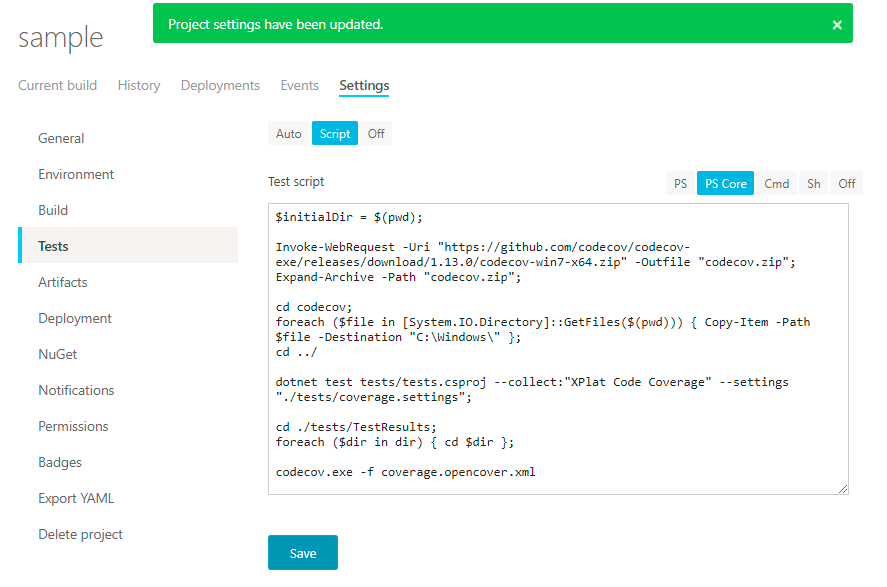 Project settings have been updated.
×
sample
Current build History Deployments Events Settings
General
Environment
Build
Tests
Artifacts
Deployment
NuGet
Notifications
Permissions
Badges
Export YAML
Delete project
Auto Script Off
Test script
PS PS Core Cmd Sh Off
$initialDir = $(pwd);
Invoke-WebRequest -Uri "https://github.com/codecov/codecov-
exe/releases/download/1.13.0/codecov-win7-x64.zip" -Outfile "codecov.zip";
Expand-Archive -Path "codecov.zip";
cd codecov;
foreach ($file in [System.IO.Directory]::GetFiles($(pwd))) { Copy-Item -Path
$file -Destination "C:\Windows\" };
cd ../
dotnet test tests/tests.csproj --collect:"XPlat Code Coverage" --settings
"./tests/coverage.settings";
cd ./tests/TestResults;
foreach ($dir in dir) { cd $dir };
codecov.exe -f coverage.opencover.xml
Save